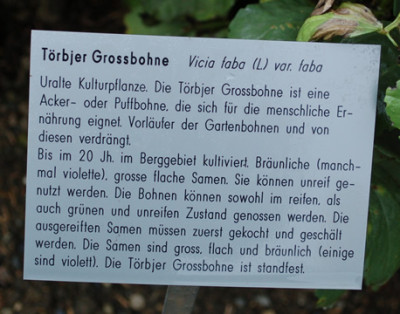 Törbjer Grossbohne Vicia faba (L) var. faba
Uralte Kulturpflanze. Die Törbjer Grossbohne ist eine
Acker- oder Puffbohne, die sich für die menschliche Er-
nährung eignet. Vorläufer der Gartenbohnen und von
diesen verdrängt.
Bis im 20 Jh. im Berggebiet kultiviert. Bräunliche (manch-
mal violette), grosse flache Samen. Sie können unreif ge-
nutzt werden. Die Bohnen können sowohl im reifen, als
auch grünen und unreifen Zustand genossen werden. Die
ausgereiften Samen müssen zuerst gekocht und geschält
werden. Die Samen sind gross, flach und bräunlich (einige
sind violett). Die Törbjer Grossbohne ist standfest.